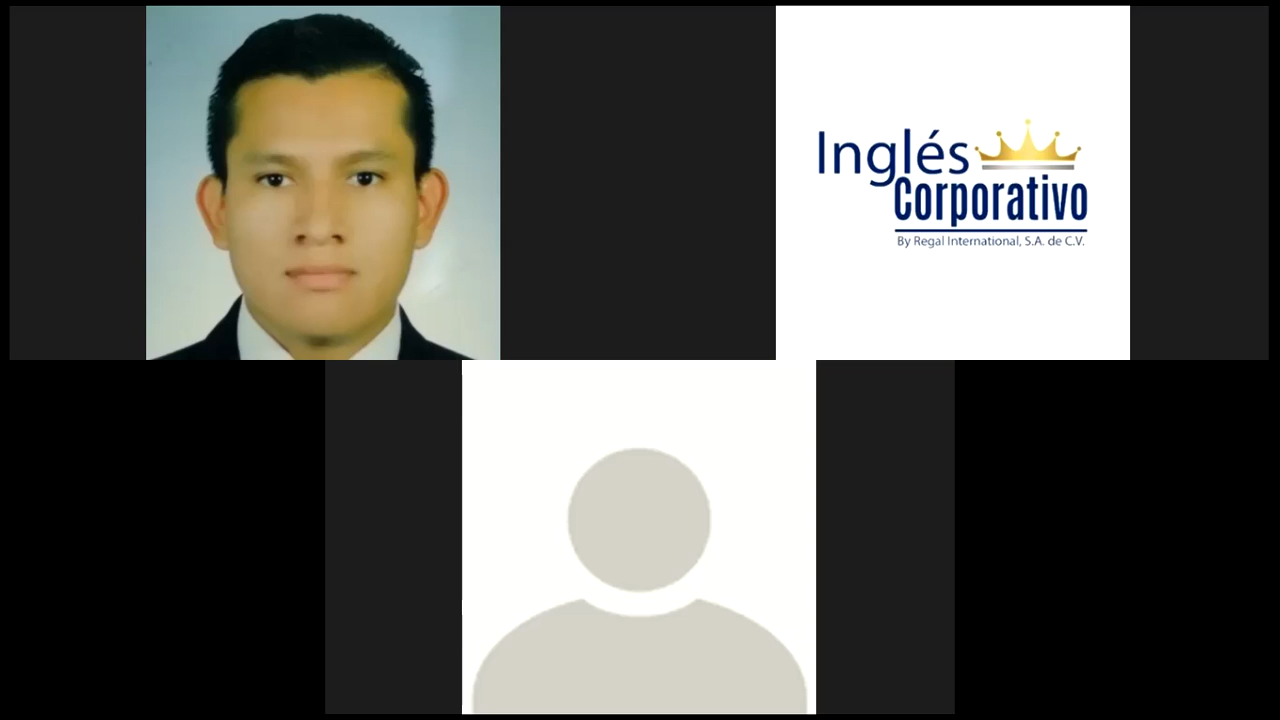 Inglés
Corporativo
By Regal International, S.A. de C.V.